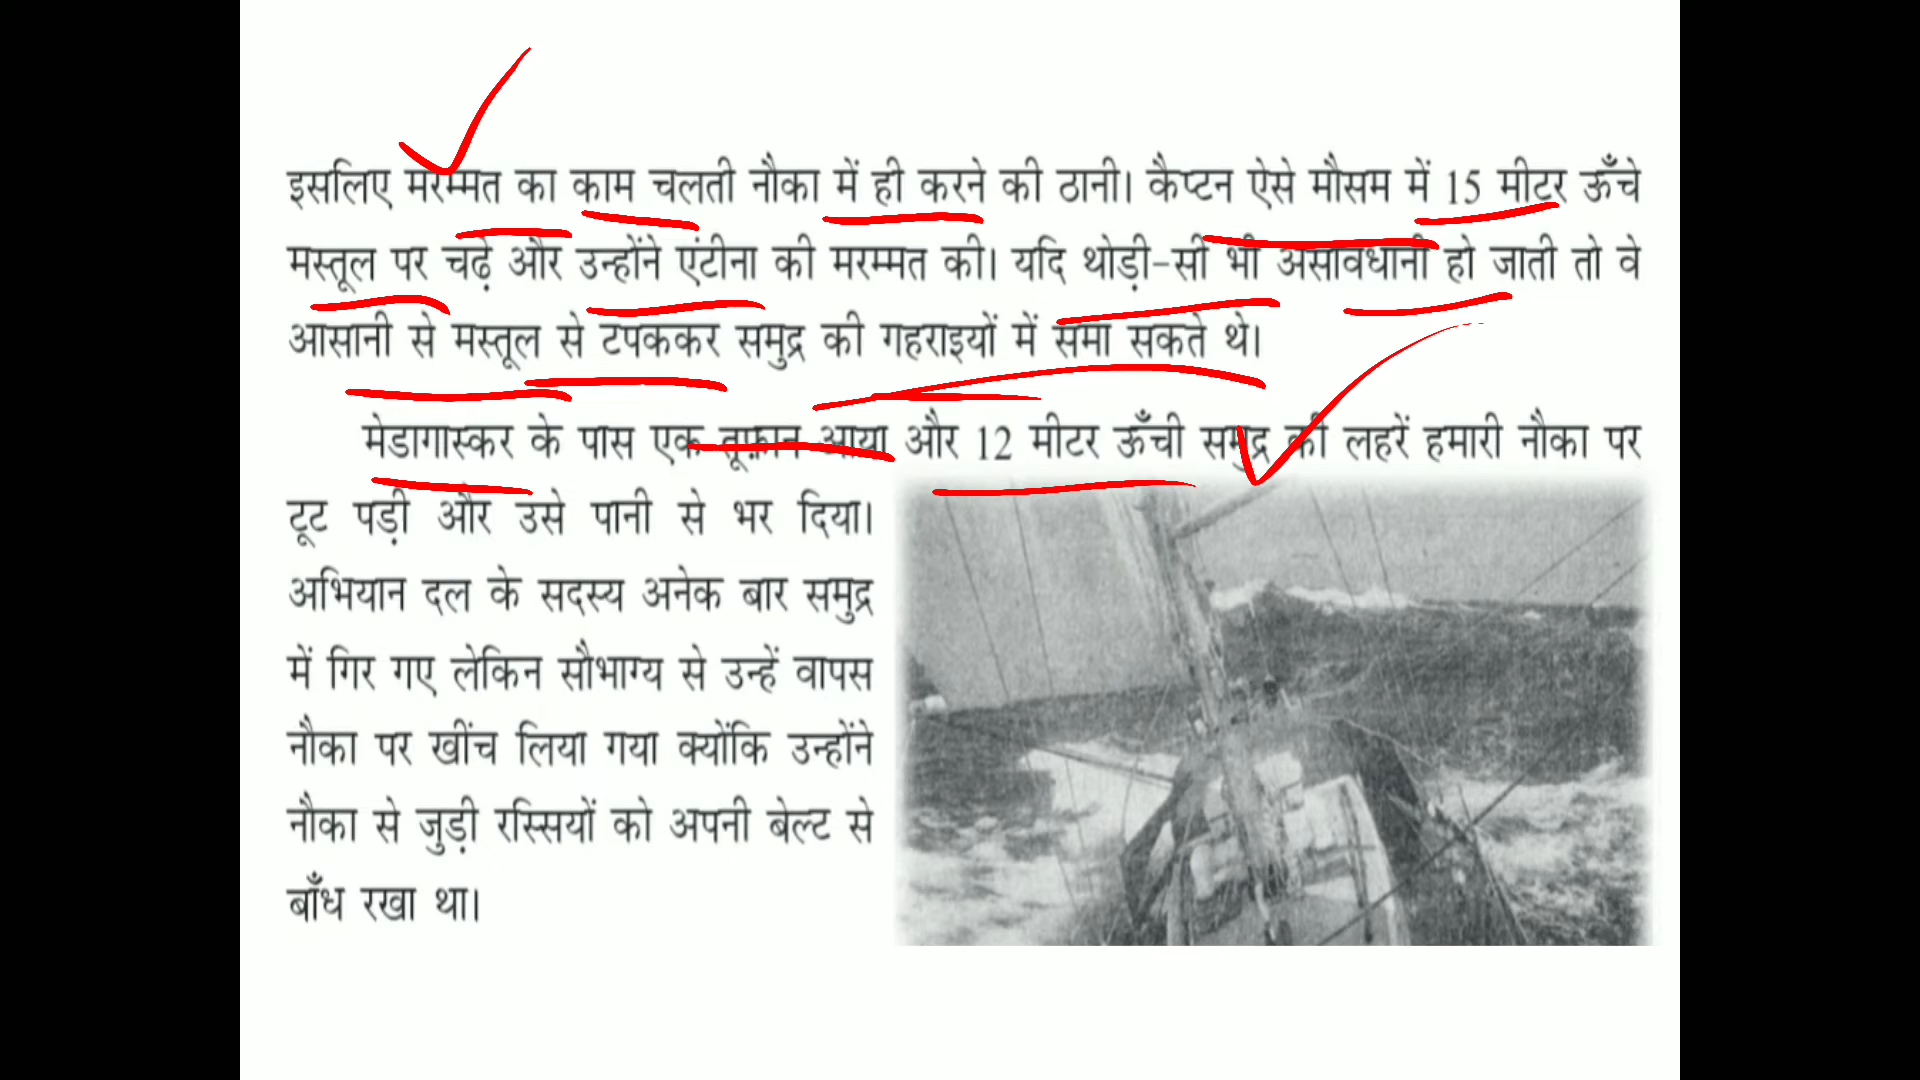 इसलिए मरम्मत का काम चलती नौका में ही करने की ठानी। कैप्टन ऐसे मौसम में 15 मीटर ऊँचे
मस्तूल पर चढ़े और उन्होंने एंटीना की मरम्मत की। यदि थोड़ी-सी भी असावधानी हो जाती तो वे
आसानी से मस्तूल से टपककर समुद्र की गहराइयों में समा सकते थे।
मेडागास्कर के पास एक तूफ़ान आया और 12 मीटर ऊँची समुद्र की लहरें हमारी नौका पर
टूट पड़ी और उसे पानी से भर दिया।
अभियान दल के सदस्य अनेक बार समुद्र
में गिर गए लेकिन सौभाग्य से उन्हें वापस
नौका पर खींच लिया गया क्योंकि उन्होंने
नौका से जुड़ी रस्सियों को अपनी बेल्ट से
बाँध रखा था।